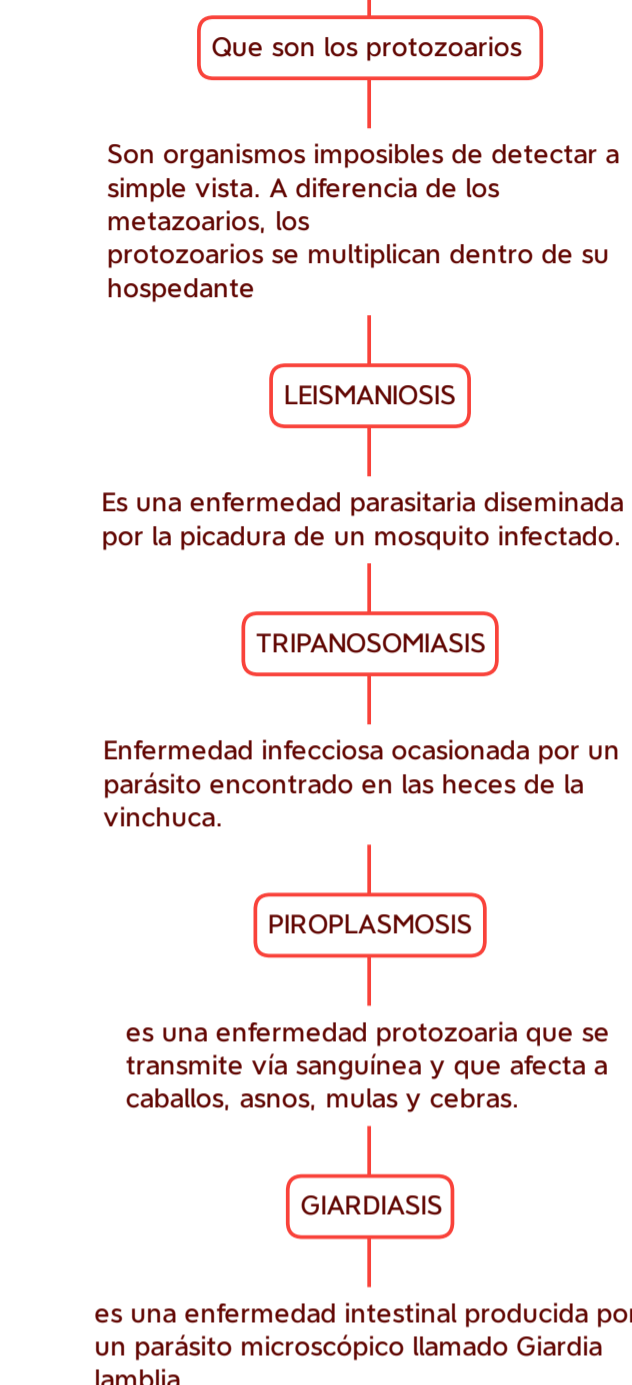 Que son los protozoarios
Son organismos imposibles de detectar a
simple vista. A diferencia de los
metazoarios, los
protozoarios se multiplican dentro de su
hospedante
LEISMANIOSIS
Es una enfermedad parasitaria diseminada
por la picadura de un mosquito infectado.
TRIPANOSOMIASIS
Enfermedad infecciosa ocasionada por un
parásito encontrado en las heces de la
vinchuca.
PIROPLASMOSIS
es una enfermedad protozoaria que se
transmite vía sanguínea y que afecta a
caballos, asnos, mulas y cebras.
GIARDIASIS
es una enfermedad intestinal producida por
un parásito microscópico llamado Giardia
lamblia